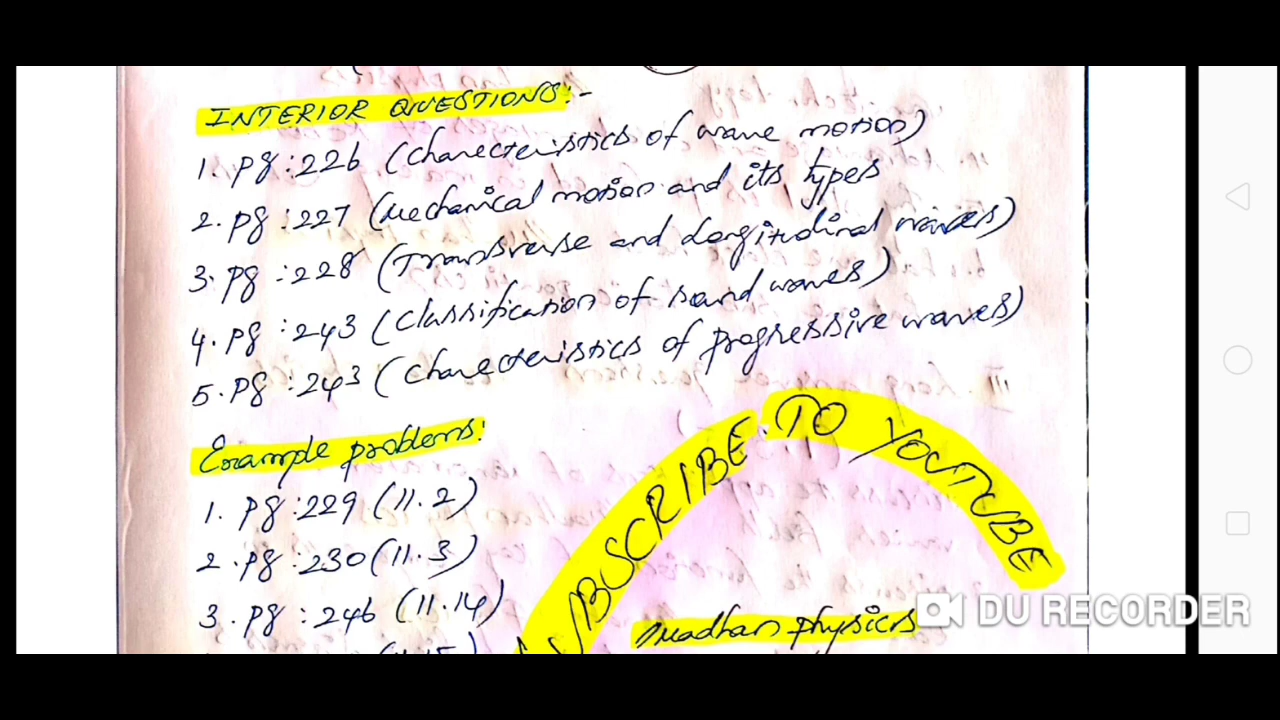 INTERIOR QUESTIONS:-
1. Pg:226 (Charecteristics of wave motion)
2. Pg:227 (Mechanical motion and its types
3. Pg:228 (Transverse and Longitudinal waves)
4. Pg:243 (Classification of sound waves)
5. Pg:243 (Charecteristics of progressive waves)
Example problems:
1. Pg:229 (11.2)
2. Pg:230 (11.3)
3. Pg:246 (11.14)
SUBSCRIBE TO YOUTUBE
Madhan physics
DU RECORDER